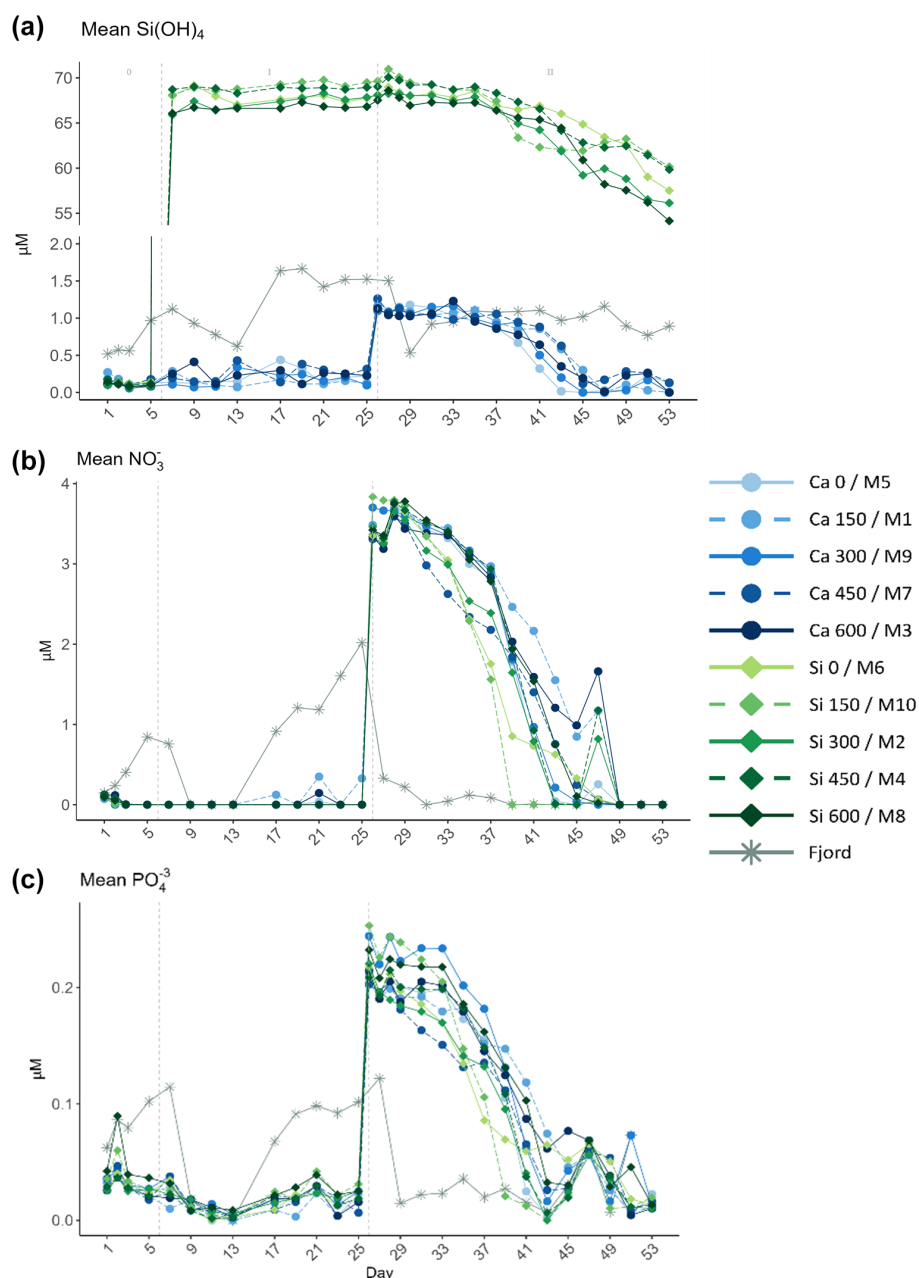 (a) Mean Si(OH)4
0 I II
70
65
60
55
µM
2.0
1.5
1.0
0.5
0.0
1 5 9 13 17 21 25 29 33 37 41 45 49 53
(b) Mean NO3-
4
3
2
1
0
µM
1 5 9 13 17 21 25 29 33 37 41 45 49 53
Ca 0 / M5
Ca 150 / M1
Ca 300 / M9
Ca 450 / M7
Ca 600 / M3
Si 0 / M6
Si 150 / M10
Si 300 / M2
Si 450 / M4
Si 600 / M8
Fjord
(c) Mean PO4-3
0.2
0.1
0.0
µM
1 5 9 13 17 21 25 29 33 37 41 45 49 53
Day